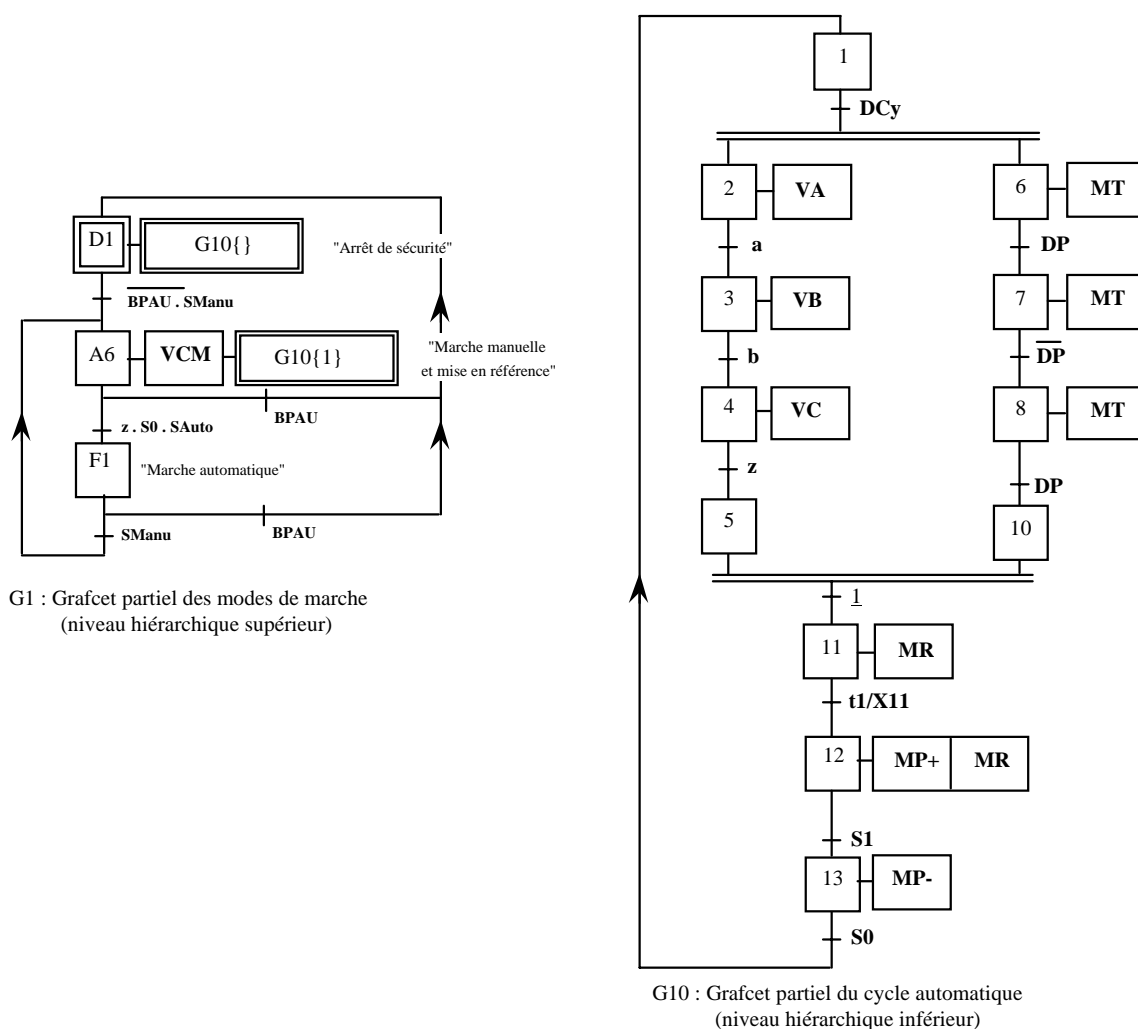 D1
G10{}
"Arrêt de sécurité"
BPAU . SManu
A6
VCM
G10{1}
"Marche manuelle
et mise en référence"
BPAU
z . S0 . SAuto
F1
"Marche automatique"
SManu
BPAU
G1 : Grafcet partiel des modes de marche
(niveau hiérarchique supérieur)
1
DCy
2
VA
6
MT
a
DP
3
VB
7
MT
b
D̅P̅
4
VC
8
MT
z
DP
5
10
1
11
MR
t1/X11
12
MP+
MR
S1
13
MP-
S0
G10 : Grafcet partiel du cycle automatique
(niveau hiérarchique inférieur)